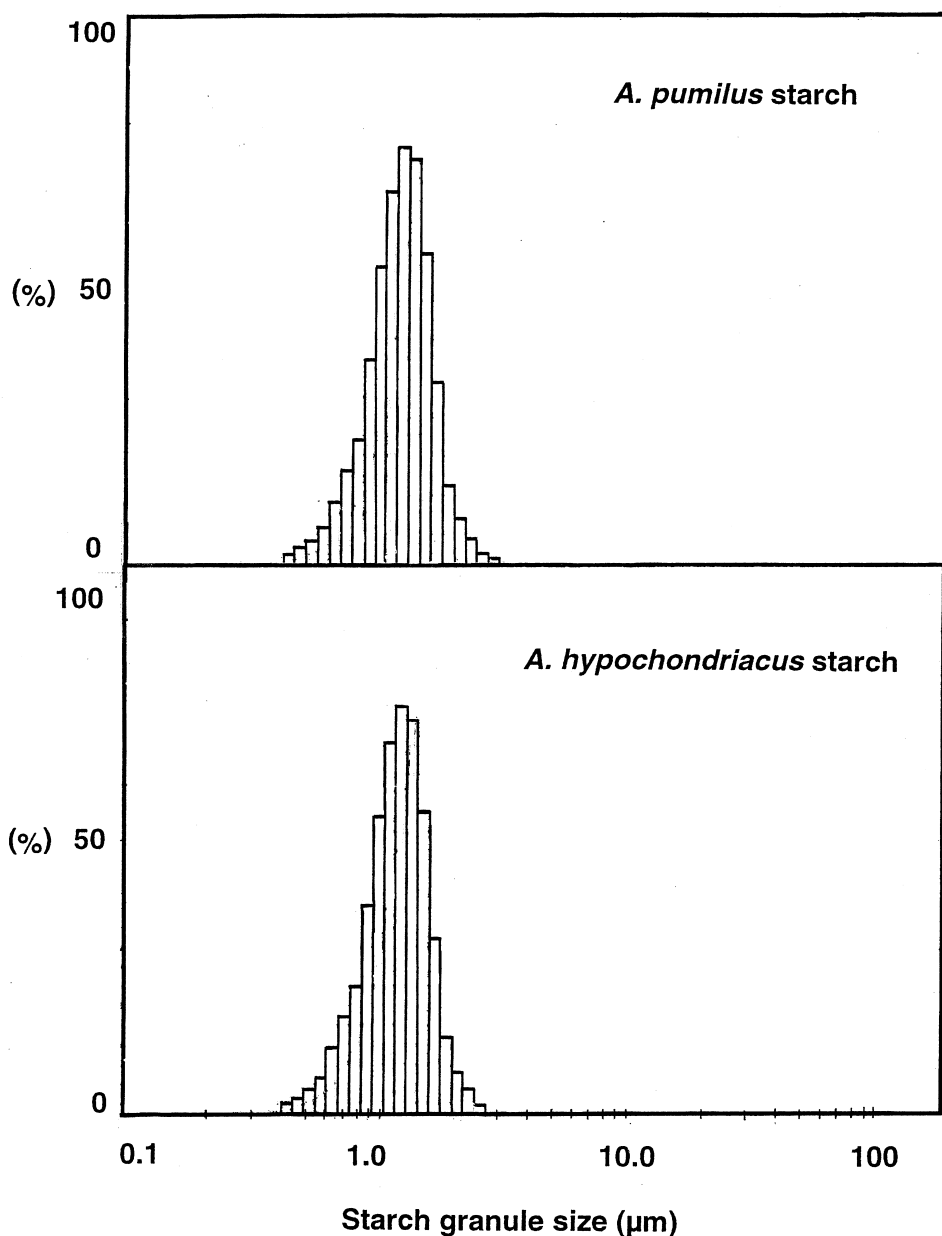 100
A. pumilus starch
(%) 50
0
100
A. hypochondriacus starch
(%) 50
0
0.1 1.0 10.0 100
Starch granule size (µm)